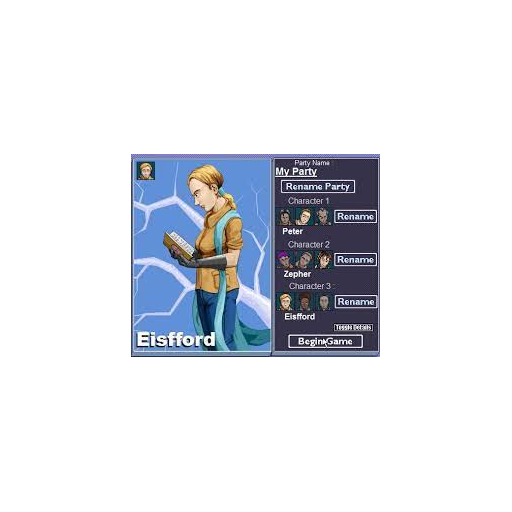 Party Name :
My Party
Rename Party
Character 1
Rename
Peter
Character 2
Rename
Zepher
Character 3 :
Rename
Eisfford
Toggle Details
Begin Game
Eisfford